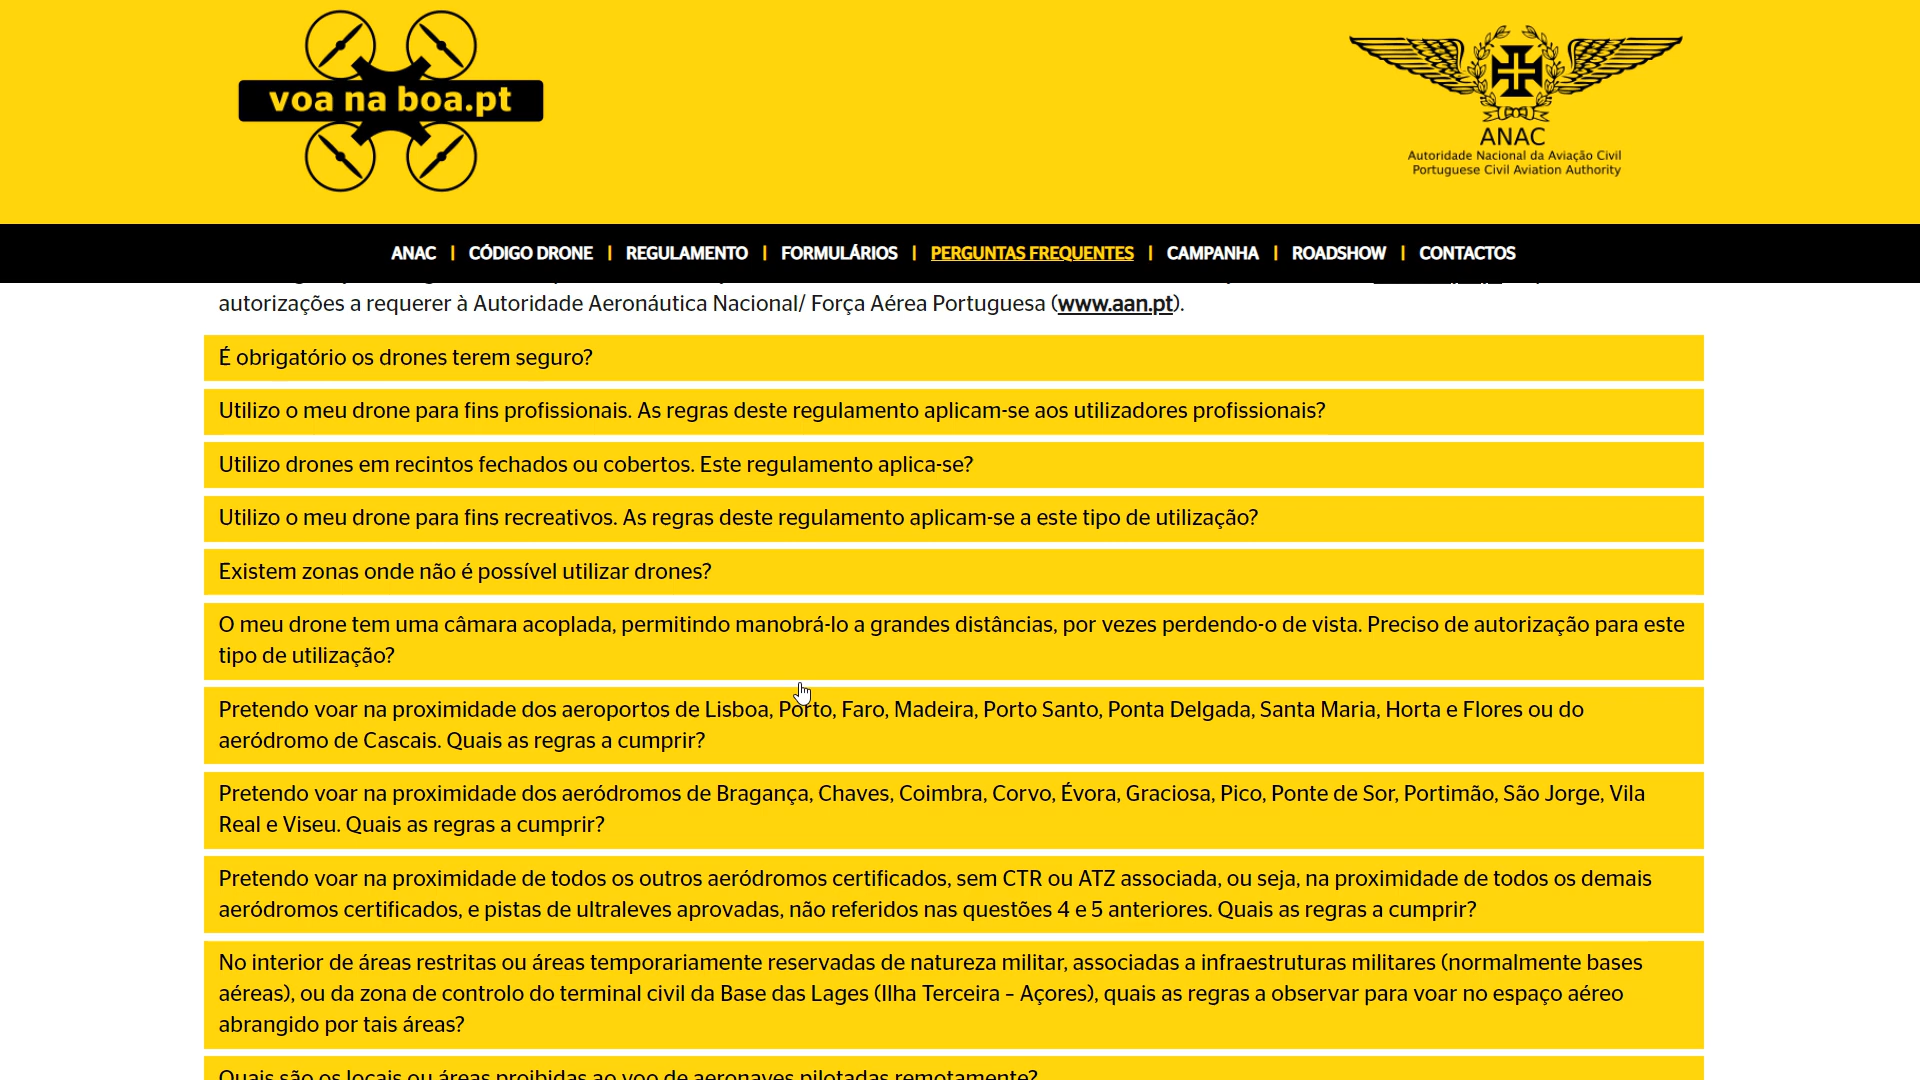 voa na boa.pt
ANAC
Autoridade Nacional da Aviação Civil
Portuguese Civil Aviation Authority
ANAC | CÓDIGO DRONE | REGULAMENTO | FORMULÁRIOS | PERGUNTAS FREQUENTES | CAMPANHA | ROADSHOW | CONTACTOS
autorizações a requerer à Autoridade Aeronáutica Nacional/ Força Aérea Portuguesa (www.aan.pt).
É obrigatório os drones terem seguro?
Utilizo o meu drone para fins profissionais. As regras deste regulamento aplicam-se aos utilizadores profissionais?
Utilizo drones em recintos fechados ou cobertos. Este regulamento aplica-se?
Utilizo o meu drone para fins recreativos. As regras deste regulamento aplicam-se a este tipo de utilização?
Existem zonas onde não é possível utilizar drones?
O meu drone tem uma câmara acoplada, permitindo manobrá-lo a grandes distâncias, por vezes perdendo-o de vista. Preciso de autorização para este
tipo de utilização?
Pretendo voar na proximidade dos aeroportos de Lisboa, Porto, Faro, Madeira, Porto Santo, Ponta Delgada, Santa Maria, Horta e Flores ou do
aeródromo de Cascais. Quais as regras a cumprir?
Pretendo voar na proximidade dos aeródromos de Bragança, Chaves, Coimbra, Corvo, Évora, Graciosa, Pico, Ponte de Sor, Portimão, São Jorge, Vila
Real e Viseu. Quais as regras a cumprir?
Pretendo voar na proximidade de todos os outros aeródromos certificados, sem CTR ou ATZ associada, ou seja, na proximidade de todos os demais
aeródromos certificados, e pistas de ultraleves aprovadas, não referidos nas questões 4 e 5 anteriores. Quais as regras a cumprir?
No interior de áreas restritas ou áreas temporariamente reservadas de natureza militar, associadas a infraestruturas militares (normalmente bases
aéreas), ou da zona de controlo do terminal civil da Base das Lages (Ilha Terceira – Açores), quais as regras a observar para voar no espaço aéreo
abrangido por tais áreas?
Quais são os locais ou áreas proibidas ao voo de aeronaves pilotadas remotamente?